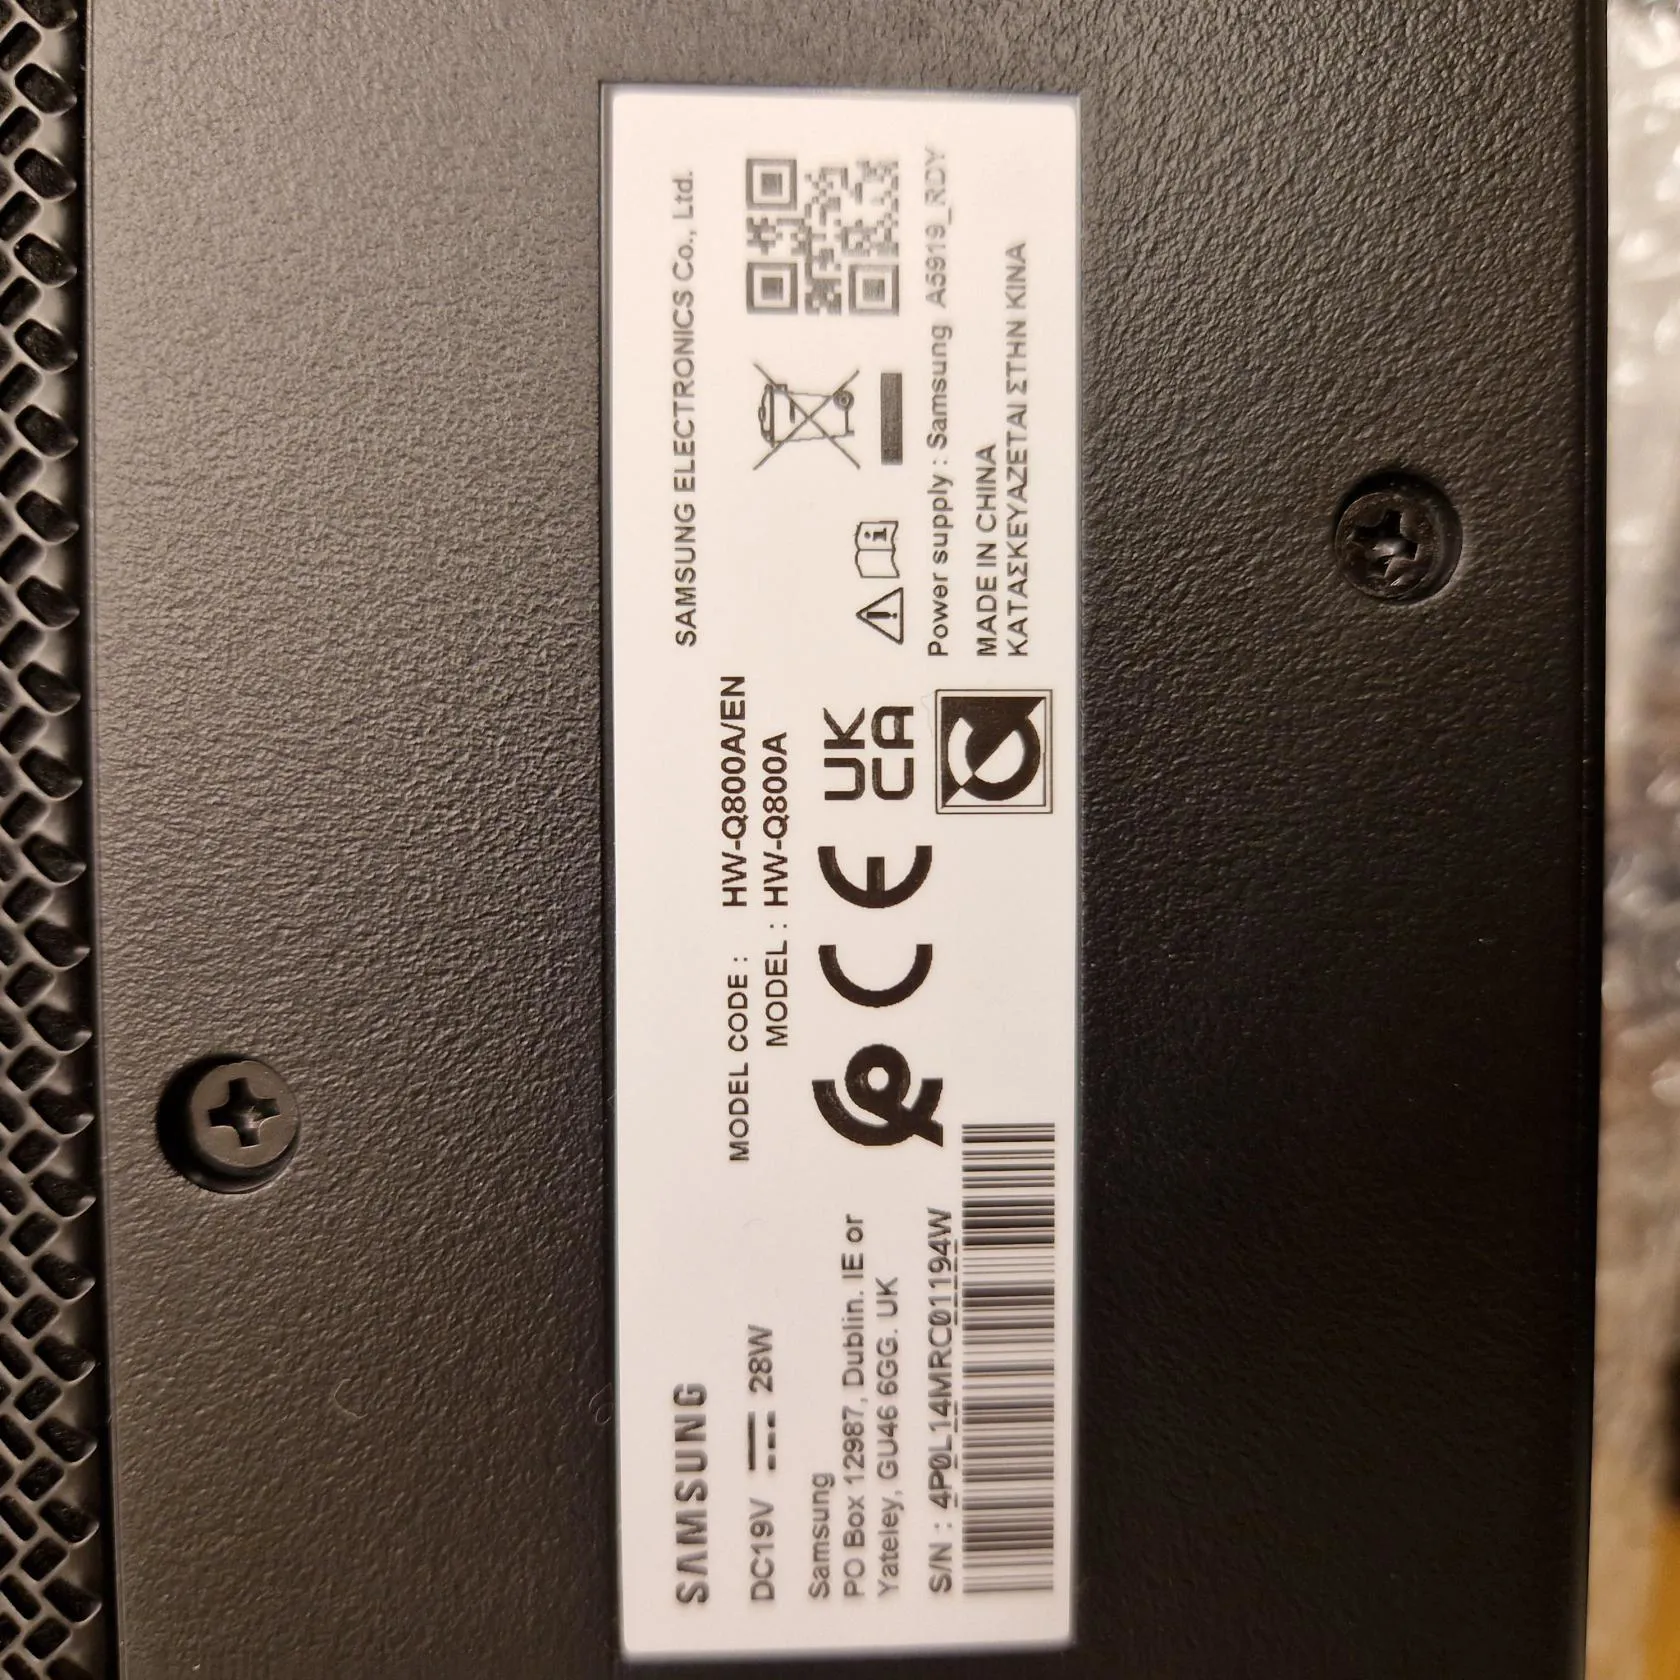 SAMSUNG
DC19V 28W
Samsung
PO Box 12987, Dublin. IE or
Yateley, GU46 6GG. UK
S/N : 4P0L14MRC01194W
MODEL CODE : HW-Q800A/EN
MODEL : HW-Q800A
CE
UK
CA
SAMSUNG ELECTRONICS Co., Ltd.
Power supply : Samsung A5919_RDY
MADE IN CHINA
ΚΑΤΑΣΚΕΥΑΖΕΤΑΙ ΣΤΗΝ ΚΙΝΑ